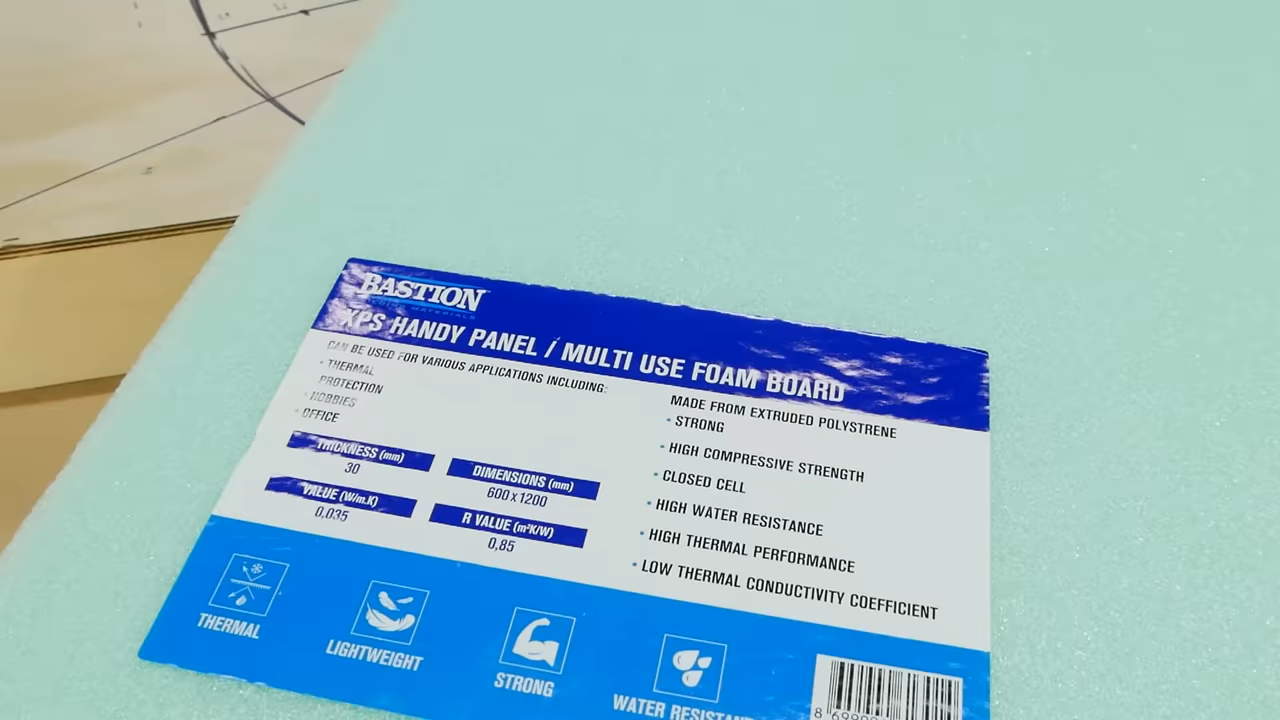 BASTION
XPS HANDY PANEL / MULTI USE FOAM BOARD
CAN BE USED FOR VARIOUS APPLICATIONS INCLUDING:
• THERMAL
PROTECTION
• HOBBIES
• OFFICE
THICKNESS (mm)
30
DIMENSIONS (mm)
600 x 1200
VALUE (W/m.K)
0,035
R VALUE (m²K/W)
0,85
MADE FROM EXTRUDED POLYSTRENE
• STRONG
• HIGH COMPRESSIVE STRENGTH
• CLOSED CELL
• HIGH WATER RESISTANCE
• HIGH THERMAL PERFORMANCE
• LOW THERMAL CONDUCTIVITY COEFFICIENT
THERMAL
LIGHTWEIGHT
STRONG
WATER